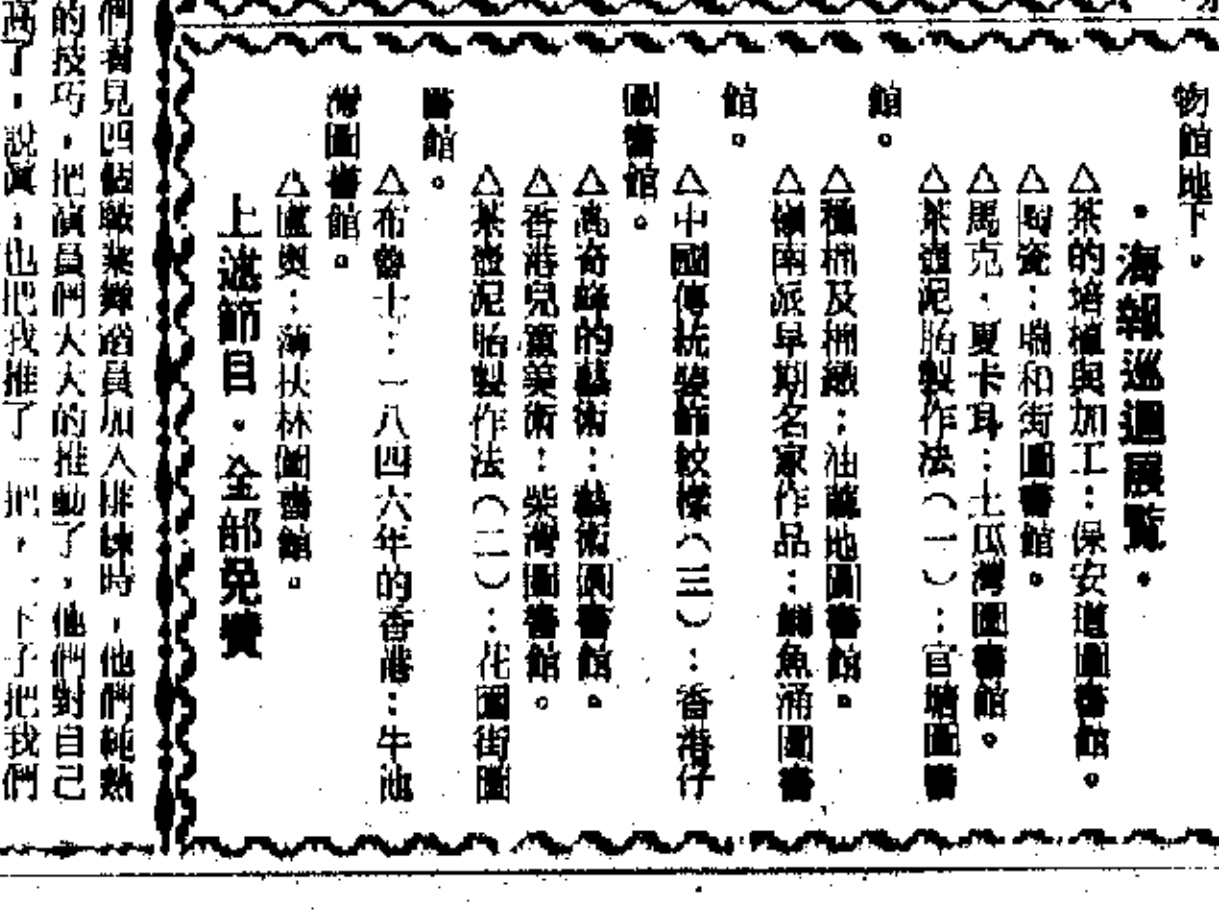 物館地下。
·海報巡迴展覧·
△茶的培植與加工：保安道圖書館。
△陶瓷：瑞和街圖書館。
△馬克·夏卡耳：土瓜灣圖書館。
△茶壺泥胎製作法（一）：官塘圖書
館。
△種棉及棉織：油蔴地圖書館。
△嶺南派早期名家作品：鰂魚涌圖書
館。
△中國傳統裝飾紋樣（三）：香港仔
圖書館。
△高奇峰的藝術：藝術圖書館。
△香港兒童美術：柴灣圖書館。
△茶壺泥胎製作法（二）：花園街圖
書館。
△布魯士：一八四六年的香港：牛池
灣圖書館。
△盧奧：薄扶林圖書館。
上述節目·全部免費
們看見四個職業舞蹈員加入排練時，他們純熟
的技巧，把演員們大大的推動了，他們對自己
了，說真，也把我推了一把，一下子把我們